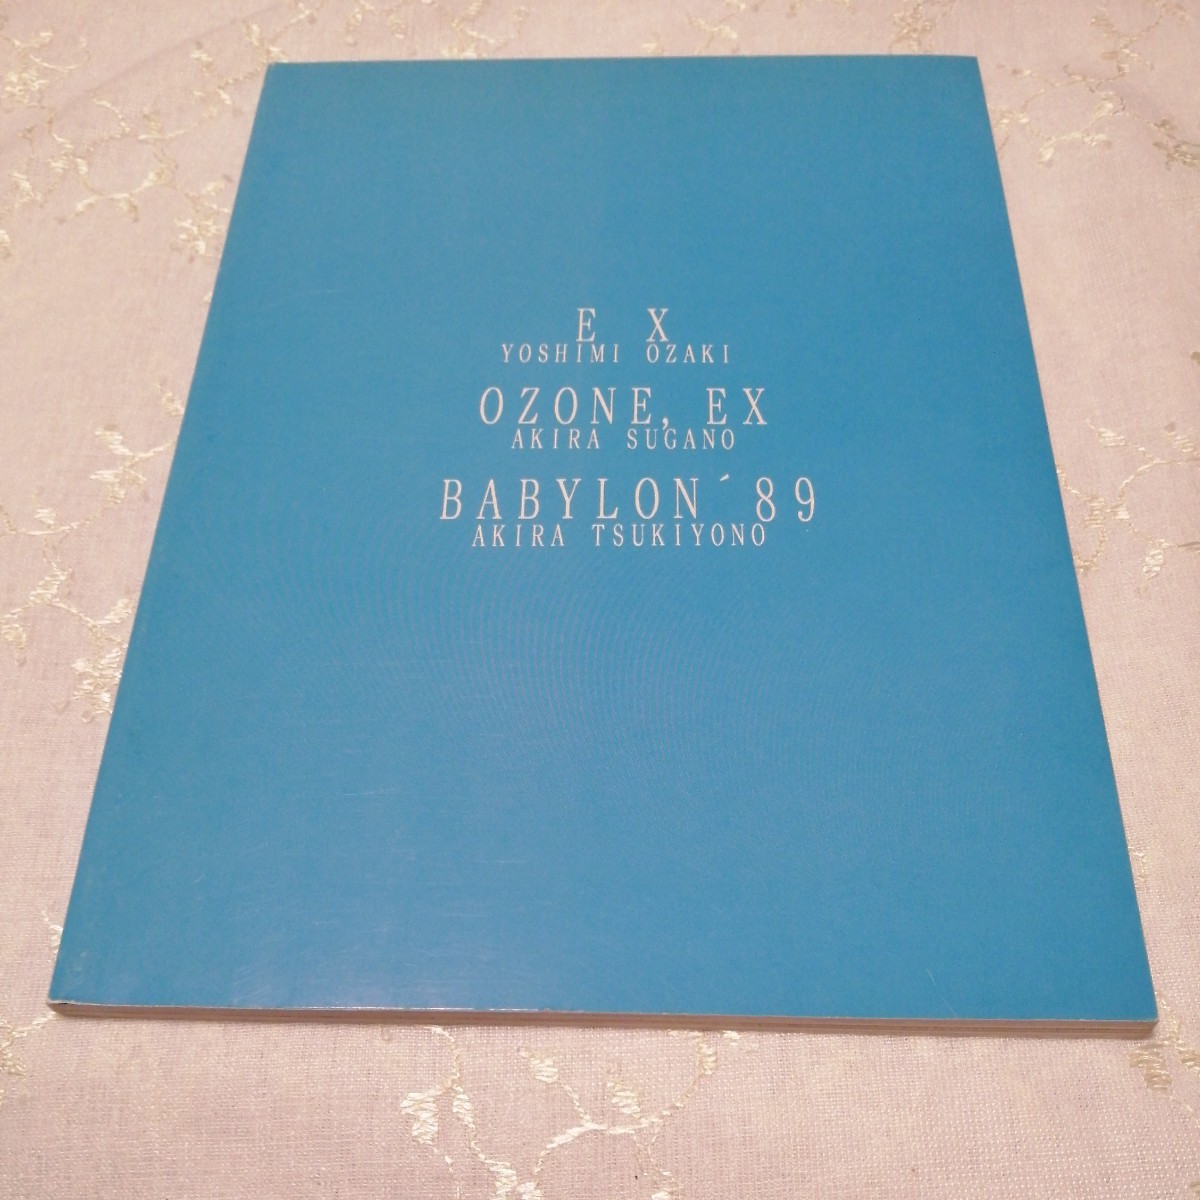 E X
YOSHIMI OZAKI
OZONE, EX
AKIRA SUGANO
BABYLON´89
AKIRA TSUKIYONO